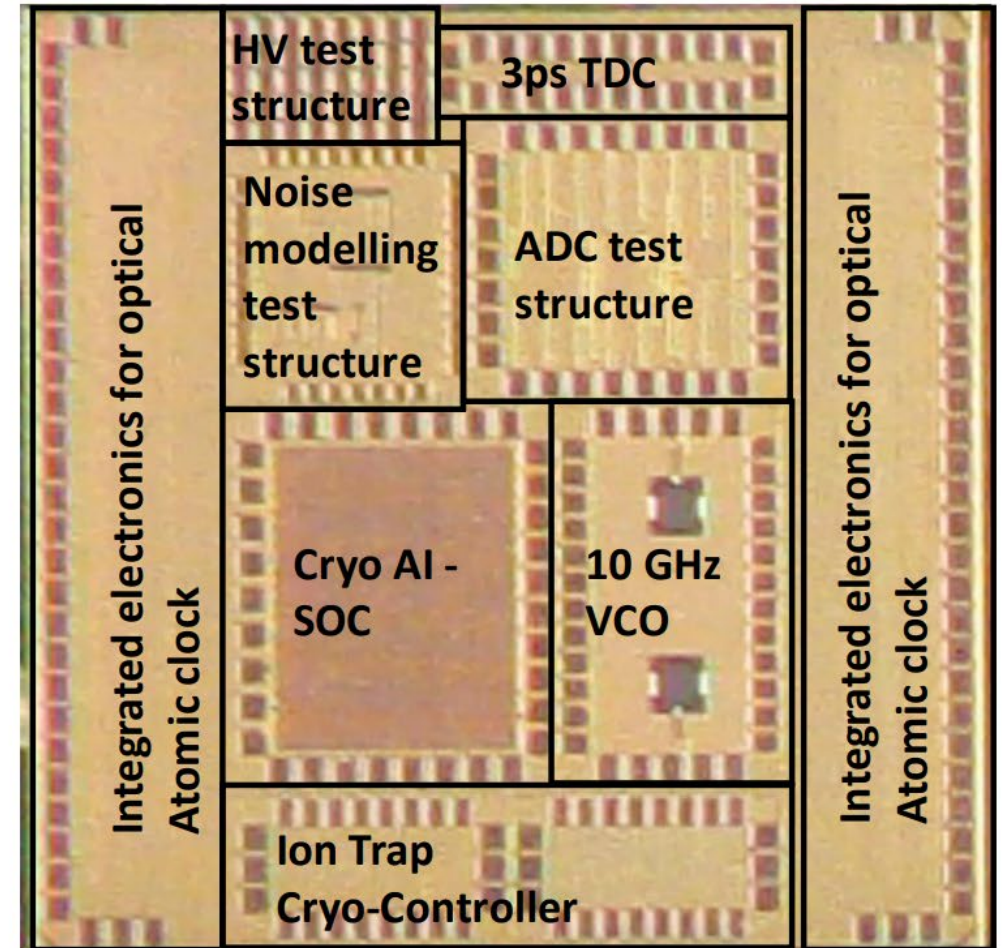 HV test
structure
3ps TDC
Noise
modelling
test
structure
ADC test
structure
Integrated electronics for optical
Atomic clock
Cryo AI -
SOC
10 GHz
VCO
Integrated electronics for optical
Atomic clock
Ion Trap
Cryo-Controller